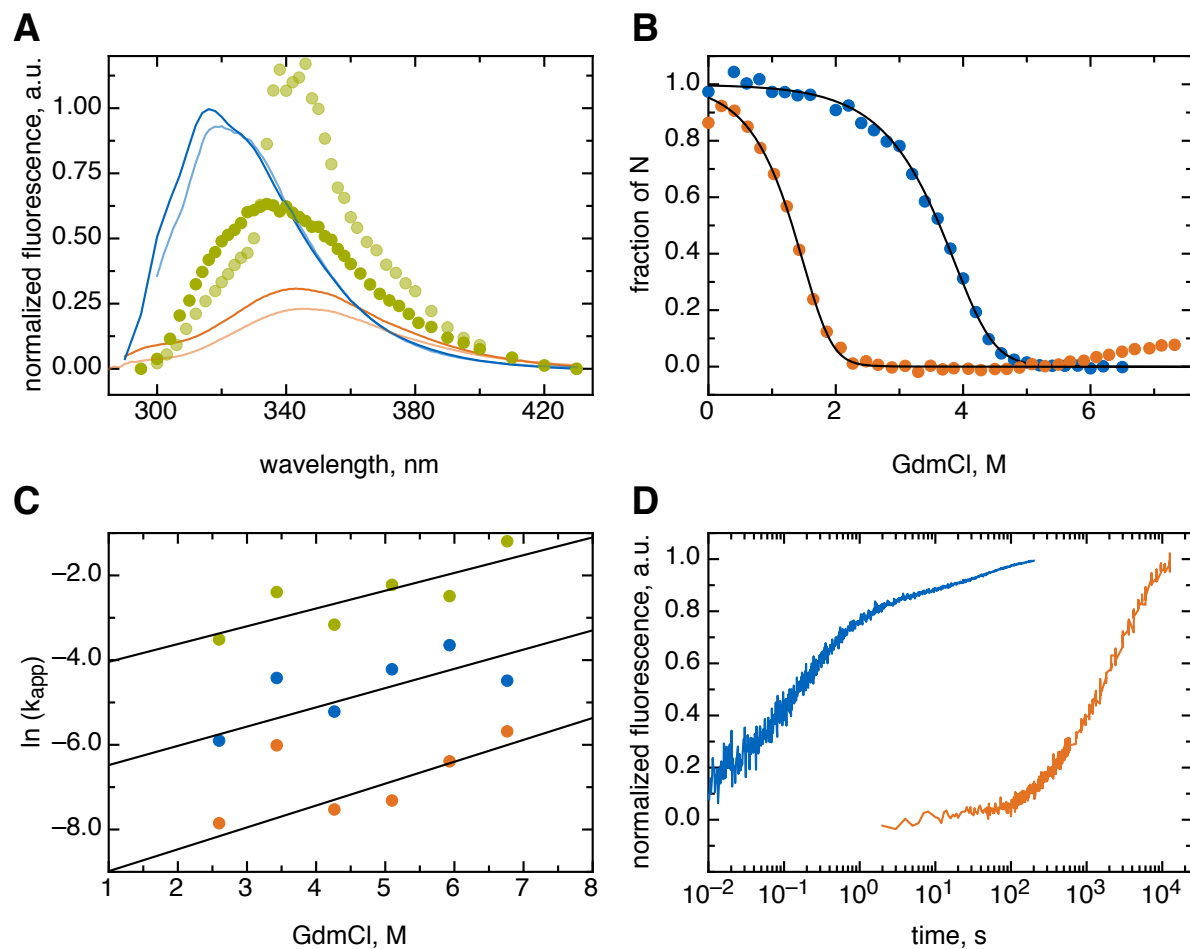 A
normalized fluorescence, a.u.
1.00
0.75
0.50
0.25
0.00
300 340 380 420
wavelength, nm
B
fraction of N
1.0
0.8
0.6
0.4
0.2
0.0
0 2 4 6
GdmCl, M
C
ln (k_app)
−2.0
−4.0
−6.0
−8.0
1 2 3 4 5 6 7 8
GdmCl, M
D
normalized fluorescence, a.u.
1.0
0.8
0.6
0.4
0.2
0.0
10⁻² 10⁻¹ 10⁰ 10¹ 10² 10³ 10⁴
time, s